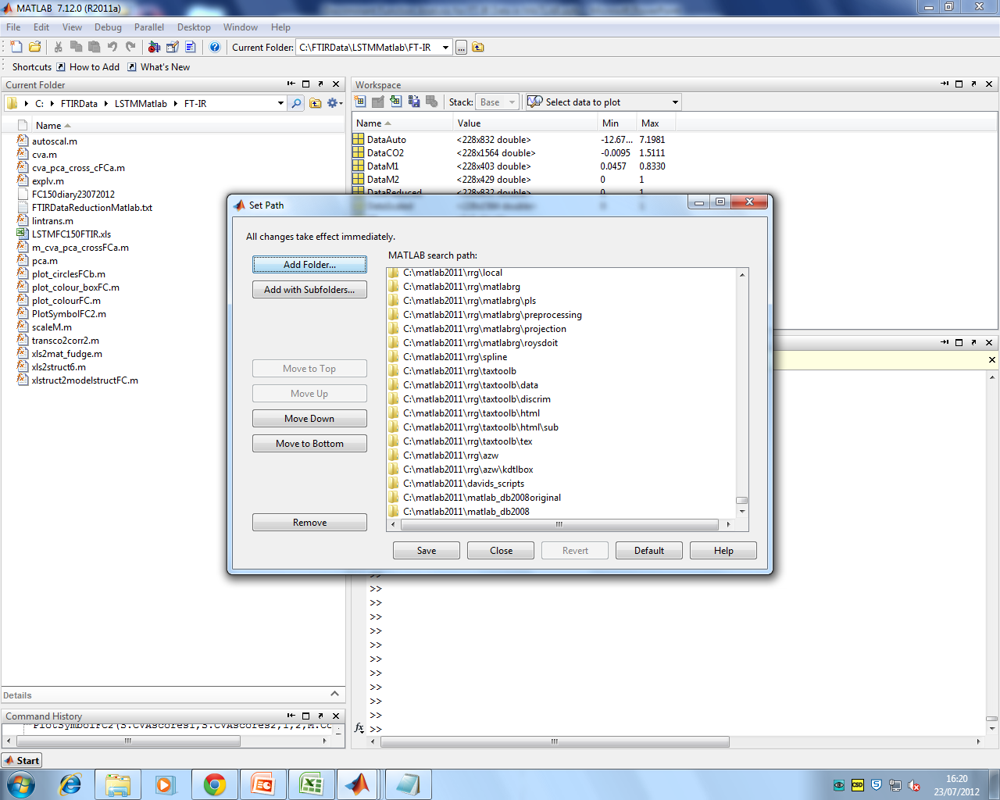 MATLAB 7.12.0 (R2011a)
File Edit View Debug Parallel Desktop Window Help
Current Folder: C:\FTIRData\LSTMMatlab\FT-IR ...
Shortcuts How to Add What's New
Current Folder
C: FTIRData LSTMMatlab FT-IR
Name
autoscal.m
cva.m
cva_pca_cross_cFCa.m
explv.m
FC150diary23072012
FTIRDataReductionMatlab.txt
lintrans.m
LSTMFC150FTIR.xls
m_cva_pca_crossFCa.m
pca.m
plot_circlesFCb.m
plot_colour_boxFC.m
plot_colourFC.m
PlotSymbolFC2.m
scaleM.m
transco2corr2.m
xls2mat_fudge.m
xls2struct6.m
xlstruct2modelstructFC.m
Details
Command History
PlotSymbolFC2(S.CVAscores1,S.CVAscores2,1,2,M.Co
Start
Workspace
Stack: Base Select data to plot
Name Value Min Max
DataAuto <228x832 double> -12.67... 7.1981
DataCO2 <228x1564 double> -0.0095 1.5111
DataM1 <228x403 double> 0.0457 0.8330
DataM2 <228x429 double> 0 1
DataReduced <228x832 double> 0 1
Set Path
All changes take effect immediately.
Add Folder...
Add with Subfolders...
Move to Top
Move Up
Move Down
Move to Bottom
Remove
MATLAB search path:
C:\matlab2011\rrg\local
C:\matlab2011\rrg\matlabrg
C:\matlab2011\rrg\matlabrg\pls
C:\matlab2011\rrg\matlabrg\preprocessing
C:\matlab2011\rrg\matlabrg\projection
C:\matlab2011\rrg\matlabrg\roysdoit
C:\matlab2011\rrg\spline
C:\matlab2011\rrg\taxtoolb
C:\matlab2011\rrg\taxtoolb\data
C:\matlab2011\rrg\taxtoolb\discrim
C:\matlab2011\rrg\taxtoolb\html
C:\matlab2011\rrg\taxtoolb\html\sub
C:\matlab2011\rrg\taxtoolb\tex
C:\matlab2011\rrg\azw
C:\matlab2011\rrg\azw\kdtlbox
C:\matlab2011\davids_scripts
C:\matlab2011\matlab_db2008original
C:\matlab2011\matlab_db2008
Save Close Revert Default Help
>>
>>
>>
>>
>>
>>
>>
>>
>>
>>
>>
fx >>
CSD
16:20
23/07/2012